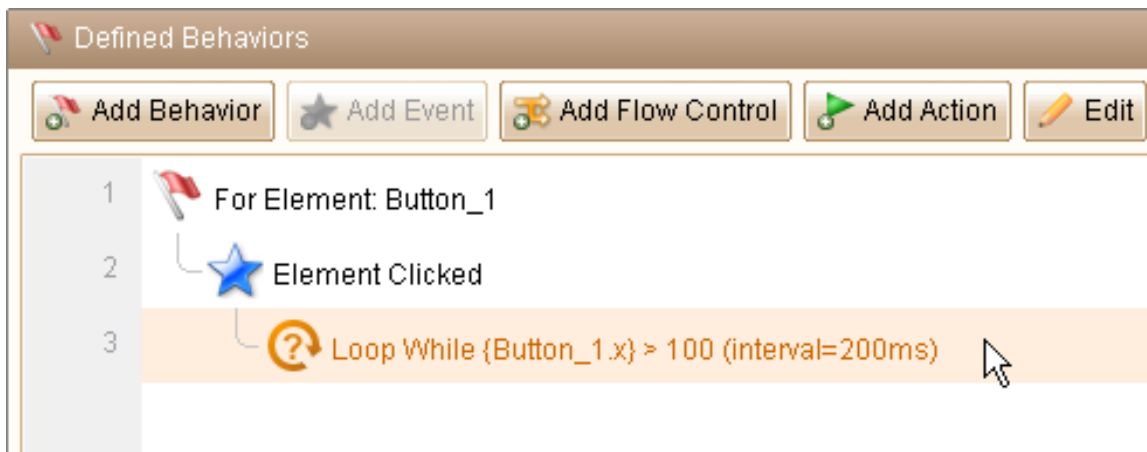 Defined Behaviors
Add Behavior Add Event Add Flow Control Add Action Edit
1 For Element: Button_1
2 Element Clicked
3 Loop While {Button_1.x} > 100 (interval=200ms)